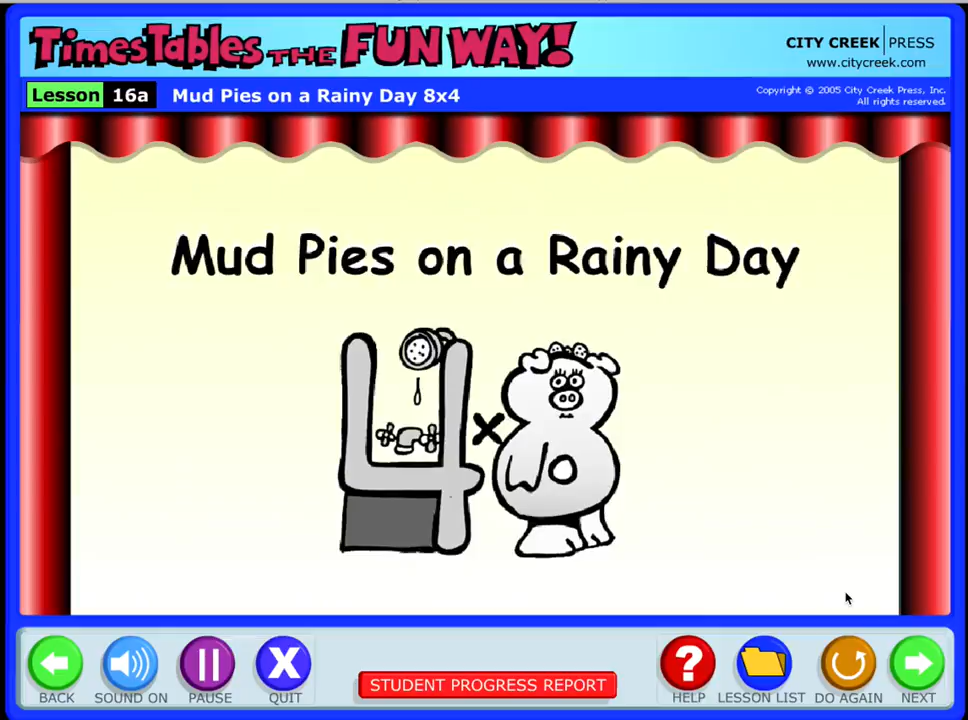 TimesTables THE FUN WAY!
CITY CREEK | PRESS
www.citycreek.com
Lesson 16a Mud Pies on a Rainy Day 8x4
Copyright © 2005 City Creek Press, Inc.
All rights reserved.
Mud Pies on a Rainy Day
4 x 8
BACK SOUND ON PAUSE QUIT STUDENT PROGRESS REPORT HELP LESSON LIST DO AGAIN NEXT